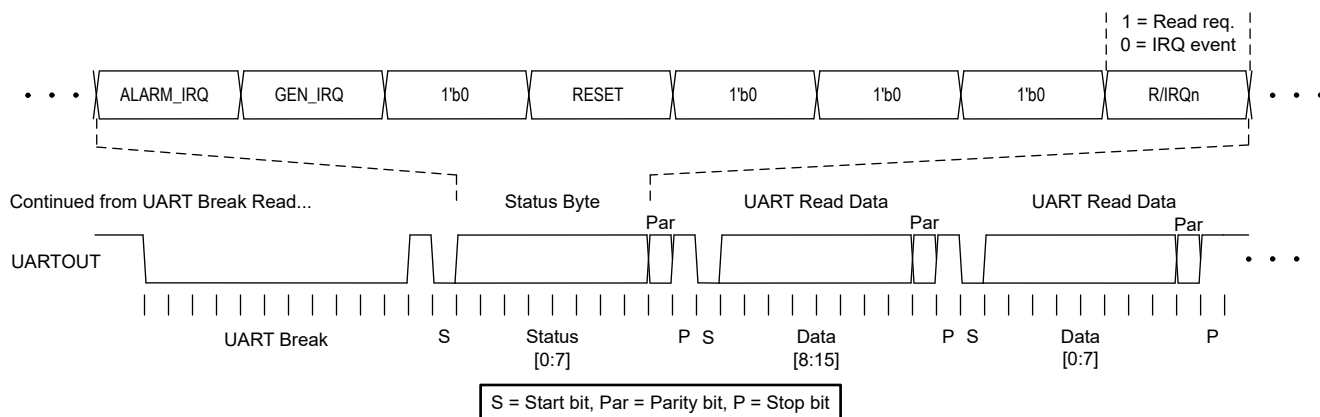 1 = Read req.
0 = IRQ event
• • • ALARM_IRQ GEN_IRQ 1'b0 RESET 1'b0 1'b0 1'b0 R/IRQn • • •
Continued from UART Break Read... Status Byte UART Read Data UART Read Data
Par Par Par
UARTOUT • • •
UART Break S Status P S Data P S Data P
[0:7] [8:15] [0:7]
S = Start bit, Par = Parity bit, P = Stop bit